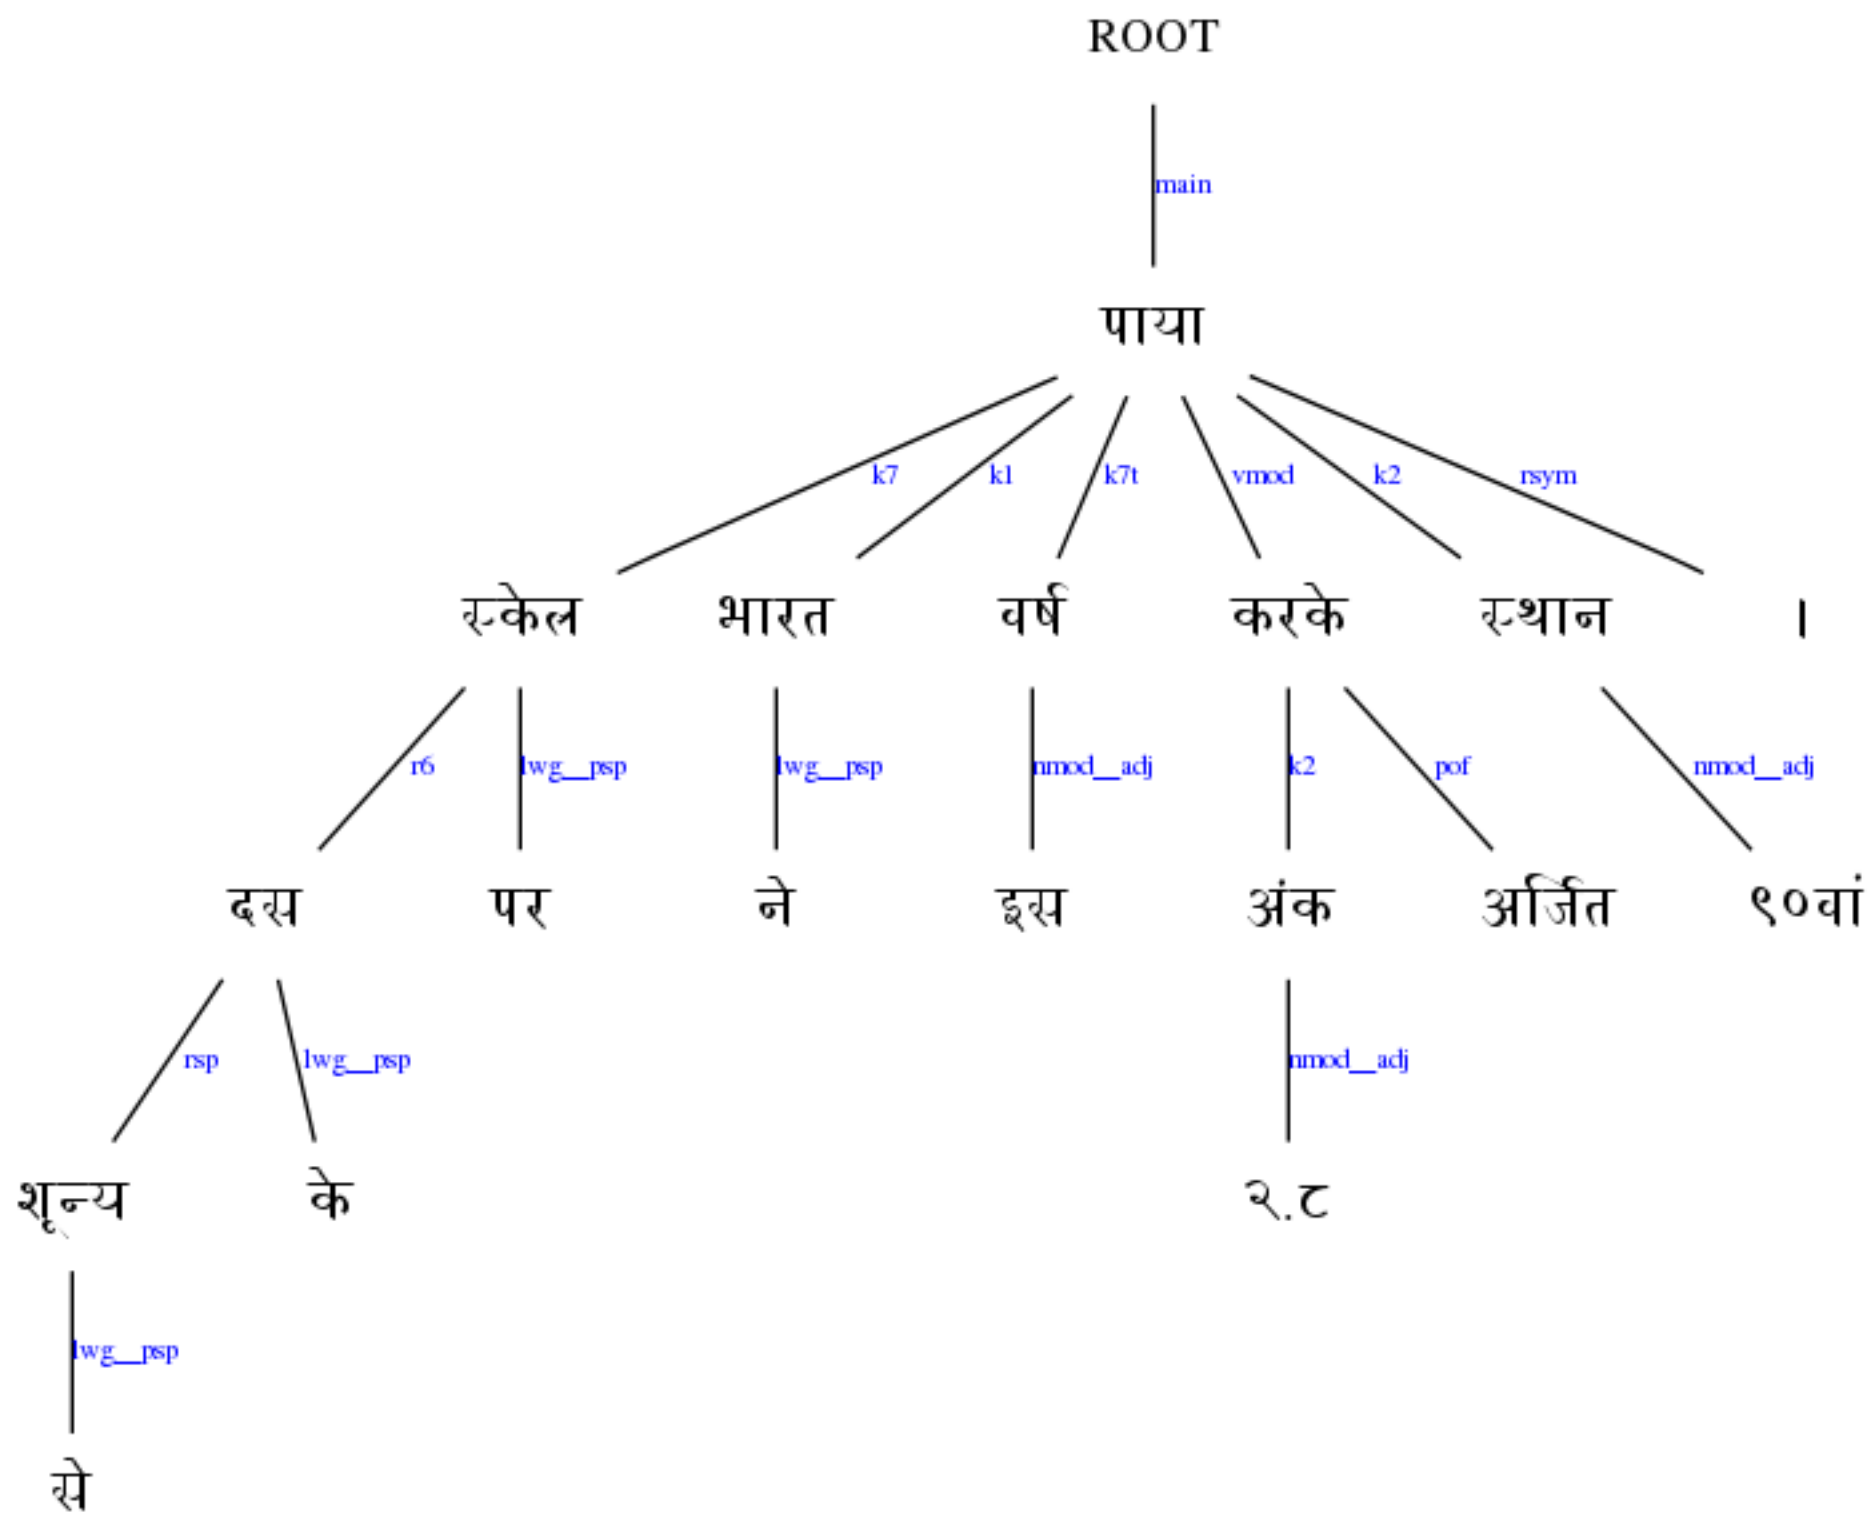 ROOT
main
पाया
k7 k1 k7t vmod k2 rsym
स्केल भारत वर्ष करके स्थान ।
r6 lwg__psp lwg__psp nmod__adj k2 pof nmod__adj
दस पर ने इस अंक अर्जित ९०वां
rsp lwg__psp nmod__adj
शून्य के २.८
lwg__psp
से